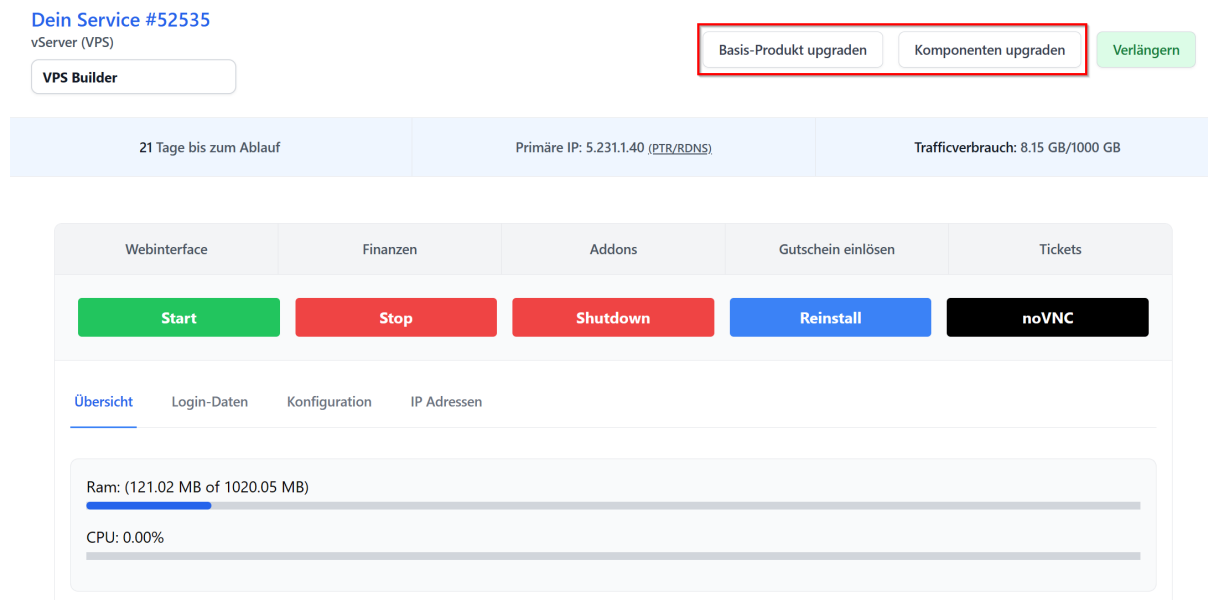 Dein Service #52535
vServer (VPS)
VPS Builder
Basis-Produkt upgraden
Komponenten upgraden
Verlängern
21 Tage bis zum Ablauf
Primäre IP: 5.231.1.40 (PTR/RDNS)
Trafficverbrauch: 8.15 GB/1000 GB
Webinterface
Finanzen
Addons
Gutschein einlösen
Tickets
Start
Stop
Shutdown
Reinstall
noVNC
Übersicht
Login-Daten
Konfiguration
IP Adressen
Ram: (121.02 MB of 1020.05 MB)
CPU: 0.00%